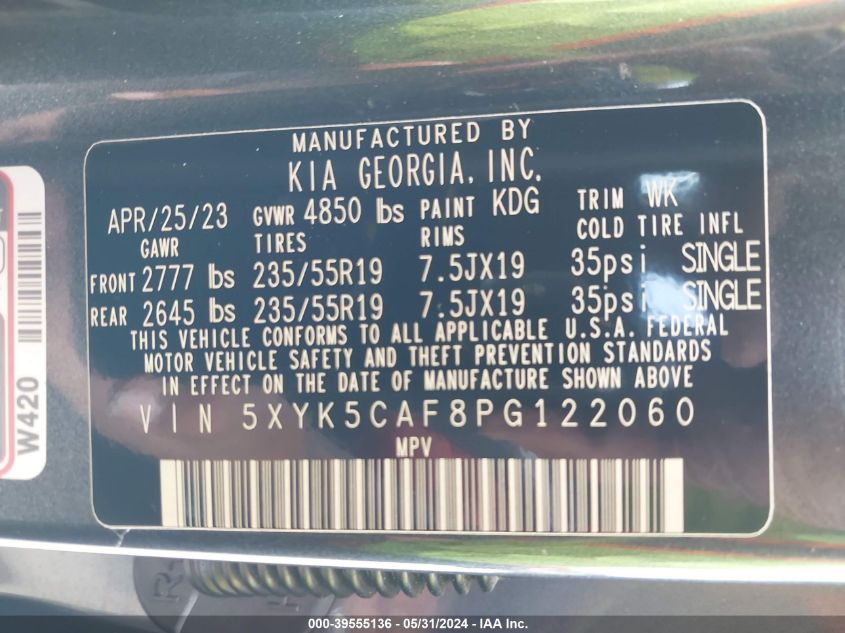 MANUFACTURED BY
KIA GEORGIA, INC.
APR/25/23 GVWR 4850 lbs PAINT KDG TRIM WK
GAWR TIRES RIMS COLD TIRE INFL
FRONT 2777 lbs 235/55R19 7.5JX19 35psi SINGLE
REAR 2645 lbs 235/55R19 7.5JX19 35psi SINGLE
THIS VEHICLE CONFORMS TO ALL APPLICABLE U.S.A. FEDERAL
MOTOR VEHICLE SAFETY AND THEFT PREVENTION STANDARDS
IN EFFECT ON THE DATE OF MANUFACTURE SHOWN ABOVE
VIN 5XYK5CAF8PG122060
MPV
W420
000-39555136 - 05/31/2024 - IAA Inc.